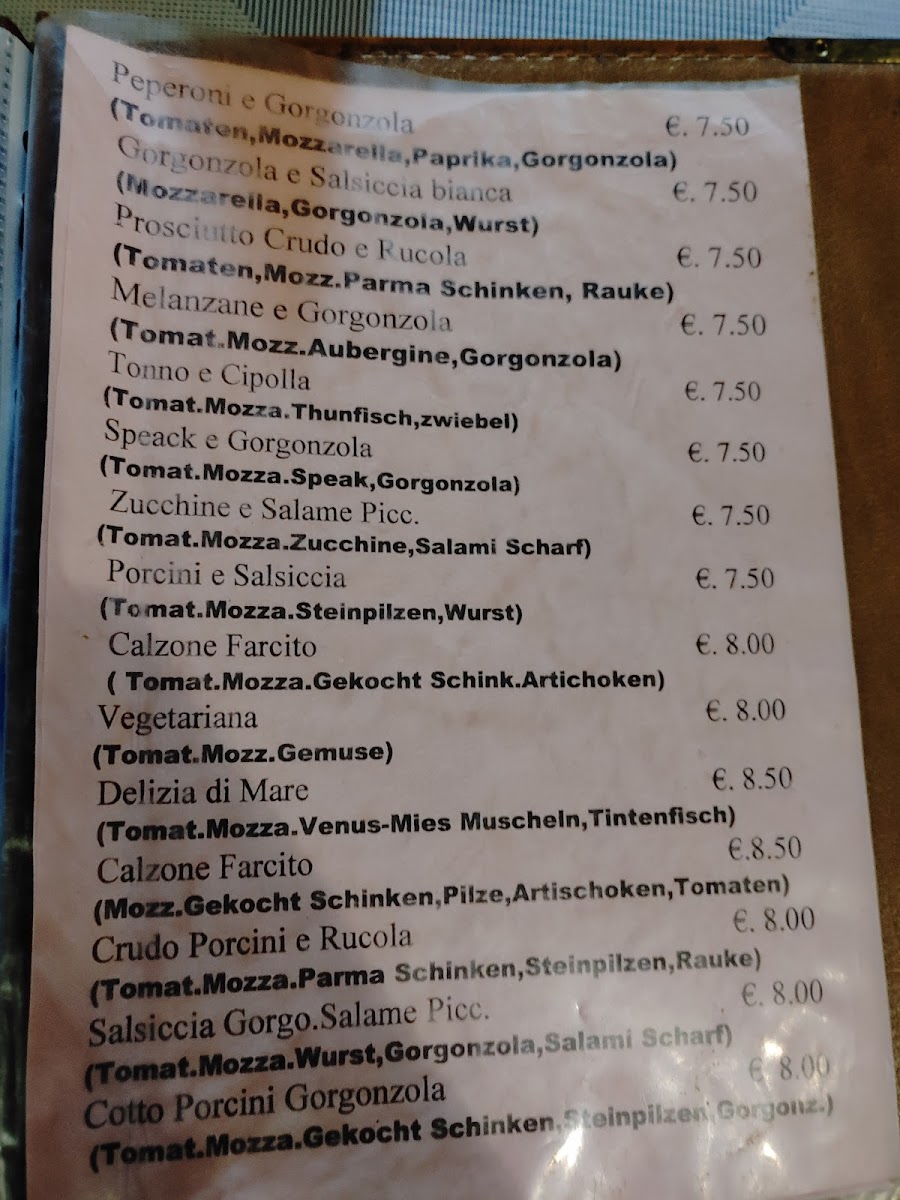 Peperoni e Gorgonzola €. 7.50
(Tomaten,Mozzarella,Paprika,Gorgonzola)
Gorgonzola e Salsiccia bianca €. 7.50
(Mozzarella,Gorgonzola,Wurst)
Prosciutto Crudo e Rucola €. 7.50
(Tomaten,Mozz.Parma Schinken, Rauke)
Melanzane e Gorgonzola €. 7.50
(Tomat.Mozz.Aubergine,Gorgonzola)
Tonno e Cipolla €. 7.50
(Tomat.Mozza.Thunfisch,zwiebel)
Speack e Gorgonzola €. 7.50
(Tomat.Mozza.Speak,Gorgonzola)
Zucchine e Salame Picc. €. 7.50
(Tomat.Mozza.Zucchine,Salami Scharf)
Porcini e Salsiccia €. 7.50
(Tomat.Mozza.Steinpilzen,Wurst)
Calzone Farcito €. 8.00
( Tomat.Mozza.Gekocht Schink.Artichoken)
Vegetariana €. 8.00
(Tomat.Mozz.Gemuse)
Delizia di Mare €. 8.50
(Tomat.Mozza.Venus-Mies Muscheln,Tintenfisch)
Calzone Farcito €.8.50
(Mozz.Gekocht Schinken,Pilze,Artischoken,Tomaten)
Crudo Porcini e Rucola €. 8.00
(Tomat.Mozza.Parma Schinken,Steinpilzen,Rauke)
Salsiccia Gorgo.Salame Picc. €. 8.00
(Tomat.Mozza.Wurst,Gorgonzola,Salami Scharf)
Cotto Porcini Gorgonzola €. 8.00
(Tomat.Mozza.Gekocht Schinken,Steinpilzen,Gorgonz.)